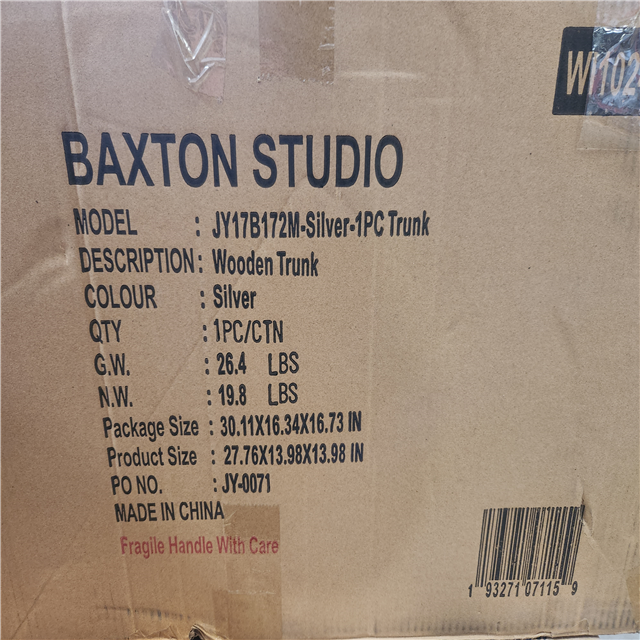 WI102
BAXTON STUDIO
MODEL : JY17B172M-Silver-1PC Trunk
DESCRIPTION : Wooden Trunk
COLOUR : Silver
QTY : 1PC/CTN
G.W. : 26.4 LBS
N.W. : 19.8 LBS
Package Size : 30.11X16.34X16.73 IN
Product Size : 27.76X13.98X13.98 IN
PO NO. : JY-0071
MADE IN CHINA
Fragile Handle With Care
1 93271 07115 9